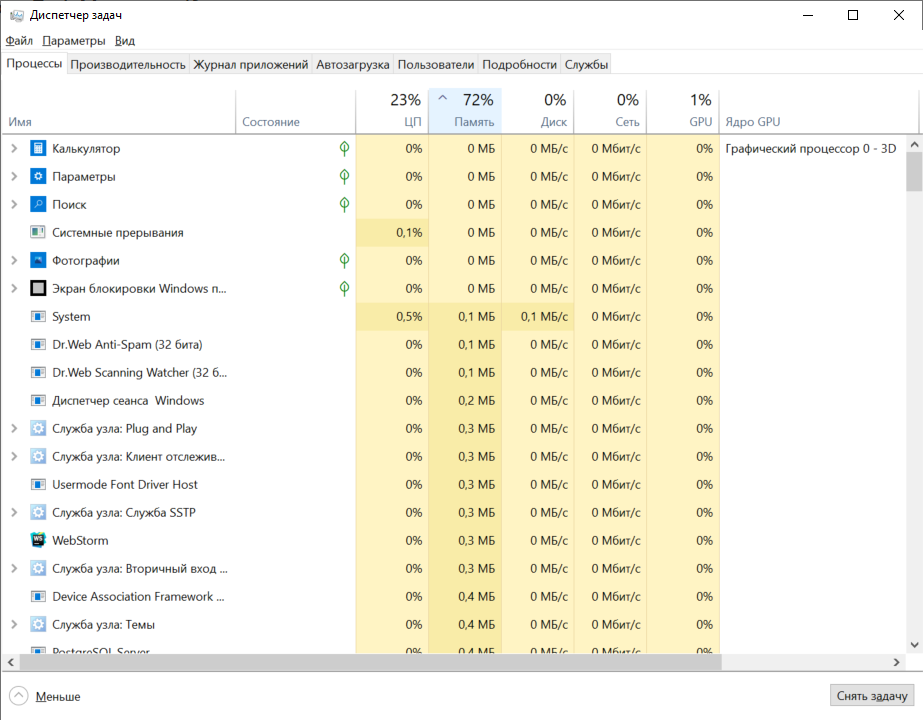 Диспетчер задач
Файл Параметры Вид
Процессы Производительность Журнал приложений Автозагрузка Пользователи Подробности Службы
23% 72% 0% 0% 1%
Имя Состояние ЦП Память Диск Сеть GPU Ядро GPU
Калькулятор 0% 0 МБ 0 МБ/с 0 Мбит/с 0% Графический процессор 0 - 3D
Параметры 0% 0 МБ 0 МБ/с 0 Мбит/с 0%
Поиск 0% 0 МБ 0 МБ/с 0 Мбит/с 0%
Системные прерывания 0,1% 0 МБ 0 МБ/с 0 Мбит/с 0%
Фотографии 0% 0 МБ 0 МБ/с 0 Мбит/с 0%
Экран блокировки Windows п... 0% 0 МБ 0 МБ/с 0 Мбит/с 0%
System 0,5% 0,1 МБ 0,1 МБ/с 0 Мбит/с 0%
Dr.Web Anti-Spam (32 бита) 0% 0,1 МБ 0 МБ/с 0 Мбит/с 0%
Dr.Web Scanning Watcher (32 б... 0% 0,1 МБ 0 МБ/с 0 Мбит/с 0%
Диспетчер сеанса Windows 0% 0,2 МБ 0 МБ/с 0 Мбит/с 0%
Служба узла: Plug and Play 0% 0,3 МБ 0 МБ/с 0 Мбит/с 0%
Служба узла: Клиент отслежив... 0% 0,3 МБ 0 МБ/с 0 Мбит/с 0%
Usermode Font Driver Host 0% 0,3 МБ 0 МБ/с 0 Мбит/с 0%
Служба узла: Служба SSTP 0% 0,3 МБ 0 МБ/с 0 Мбит/с 0%
WS WebStorm 0% 0,3 МБ 0 МБ/с 0 Мбит/с 0%
Служба узла: Вторичный вход ... 0% 0,3 МБ 0 МБ/с 0 Мбит/с 0%
Device Association Framework ... 0% 0,4 МБ 0 МБ/с 0 Мбит/с 0%
Служба узла: Темы 0% 0,4 МБ 0 МБ/с 0 Мбит/с 0%
PostgreSQL Server 0% 0,4 МБ 0 МБ/с 0 Мбит/с 0%
Меньше Снять задачу